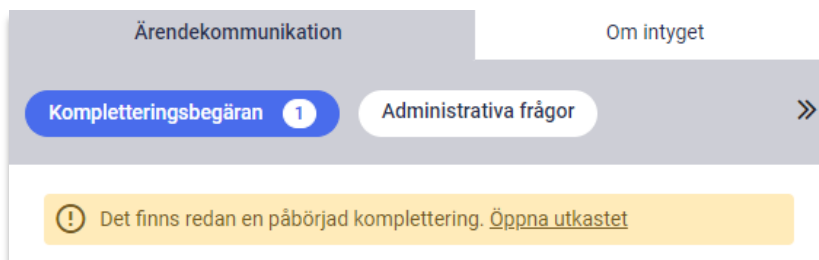 Ärendekommunikation Om intyget
Kompletteringsbegäran 1 Administrativa frågor
Det finns redan en påbörjad komplettering. Öppna utkastet